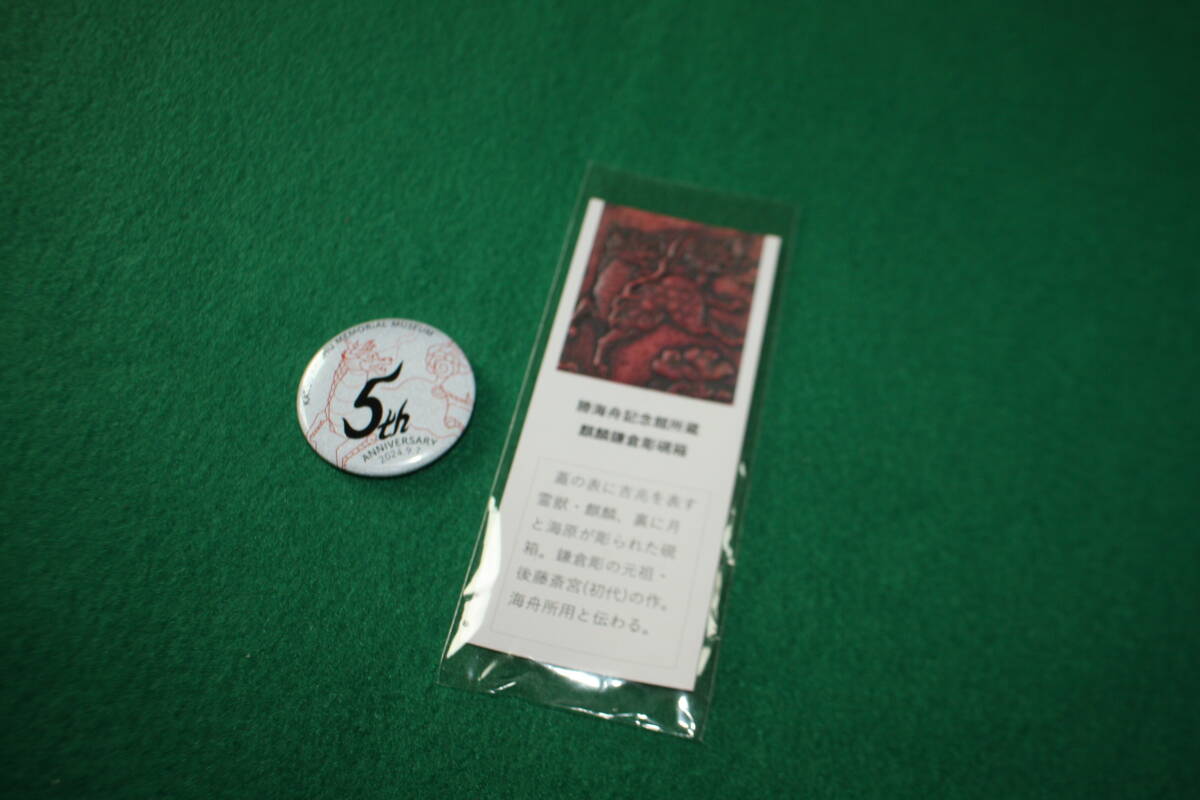 MEMORIAL MUSEUM
5th
ANNIVERSARY
2024.9.7
勝海舟記念館所蔵
麒麟鎌倉彫硯箱
蓋の表に吉兆を表す
霊獣・麒麟、裏に月
と海原が彫られた硯
箱。鎌倉彫の元祖・
後藤斎宮(初代)の作。
海舟所用と伝わる。